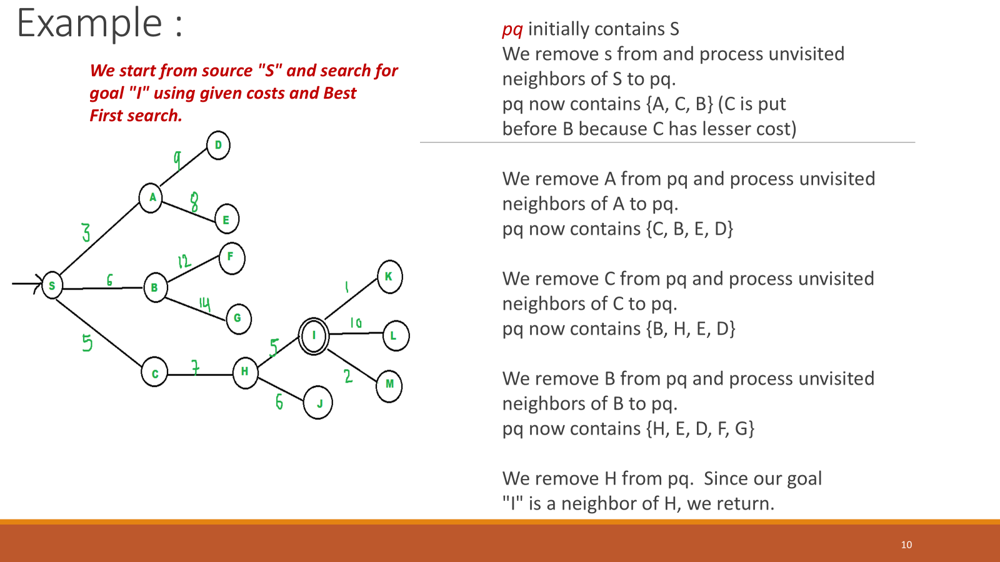 Example :
We start from source "S" and search for
goal "I" using given costs and Best
First search.
D
9
A
8
E
3
F
12
S
6
B
14
G
K
1
I
10
L
5
5
2
C
7
H
M
6
J
pq initially contains S
We remove s from and process unvisited
neighbors of S to pq.
pq now contains {A, C, B} (C is put
before B because C has lesser cost)
We remove A from pq and process unvisited
neighbors of A to pq.
pq now contains {C, B, E, D}
We remove C from pq and process unvisited
neighbors of C to pq.
pq now contains {B, H, E, D}
We remove B from pq and process unvisited
neighbors of B to pq.
pq now contains {H, E, D, F, G}
We remove H from pq.  Since our goal
"I" is a neighbor of H, we return.
10